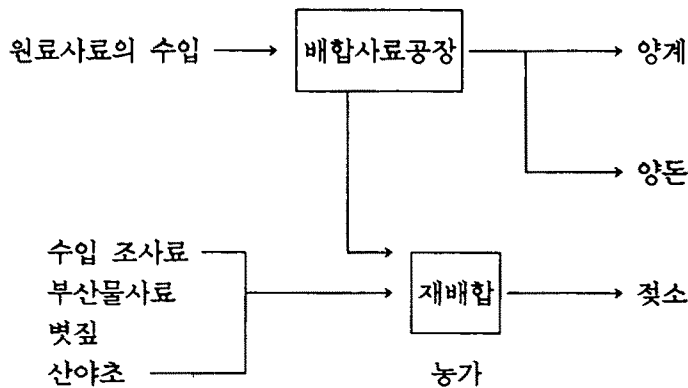 원료사료의 수입 배합사료공장 양계
양돈
수입 조사료
부산물사료 재배합 젖소
볏짚
산야초 농가